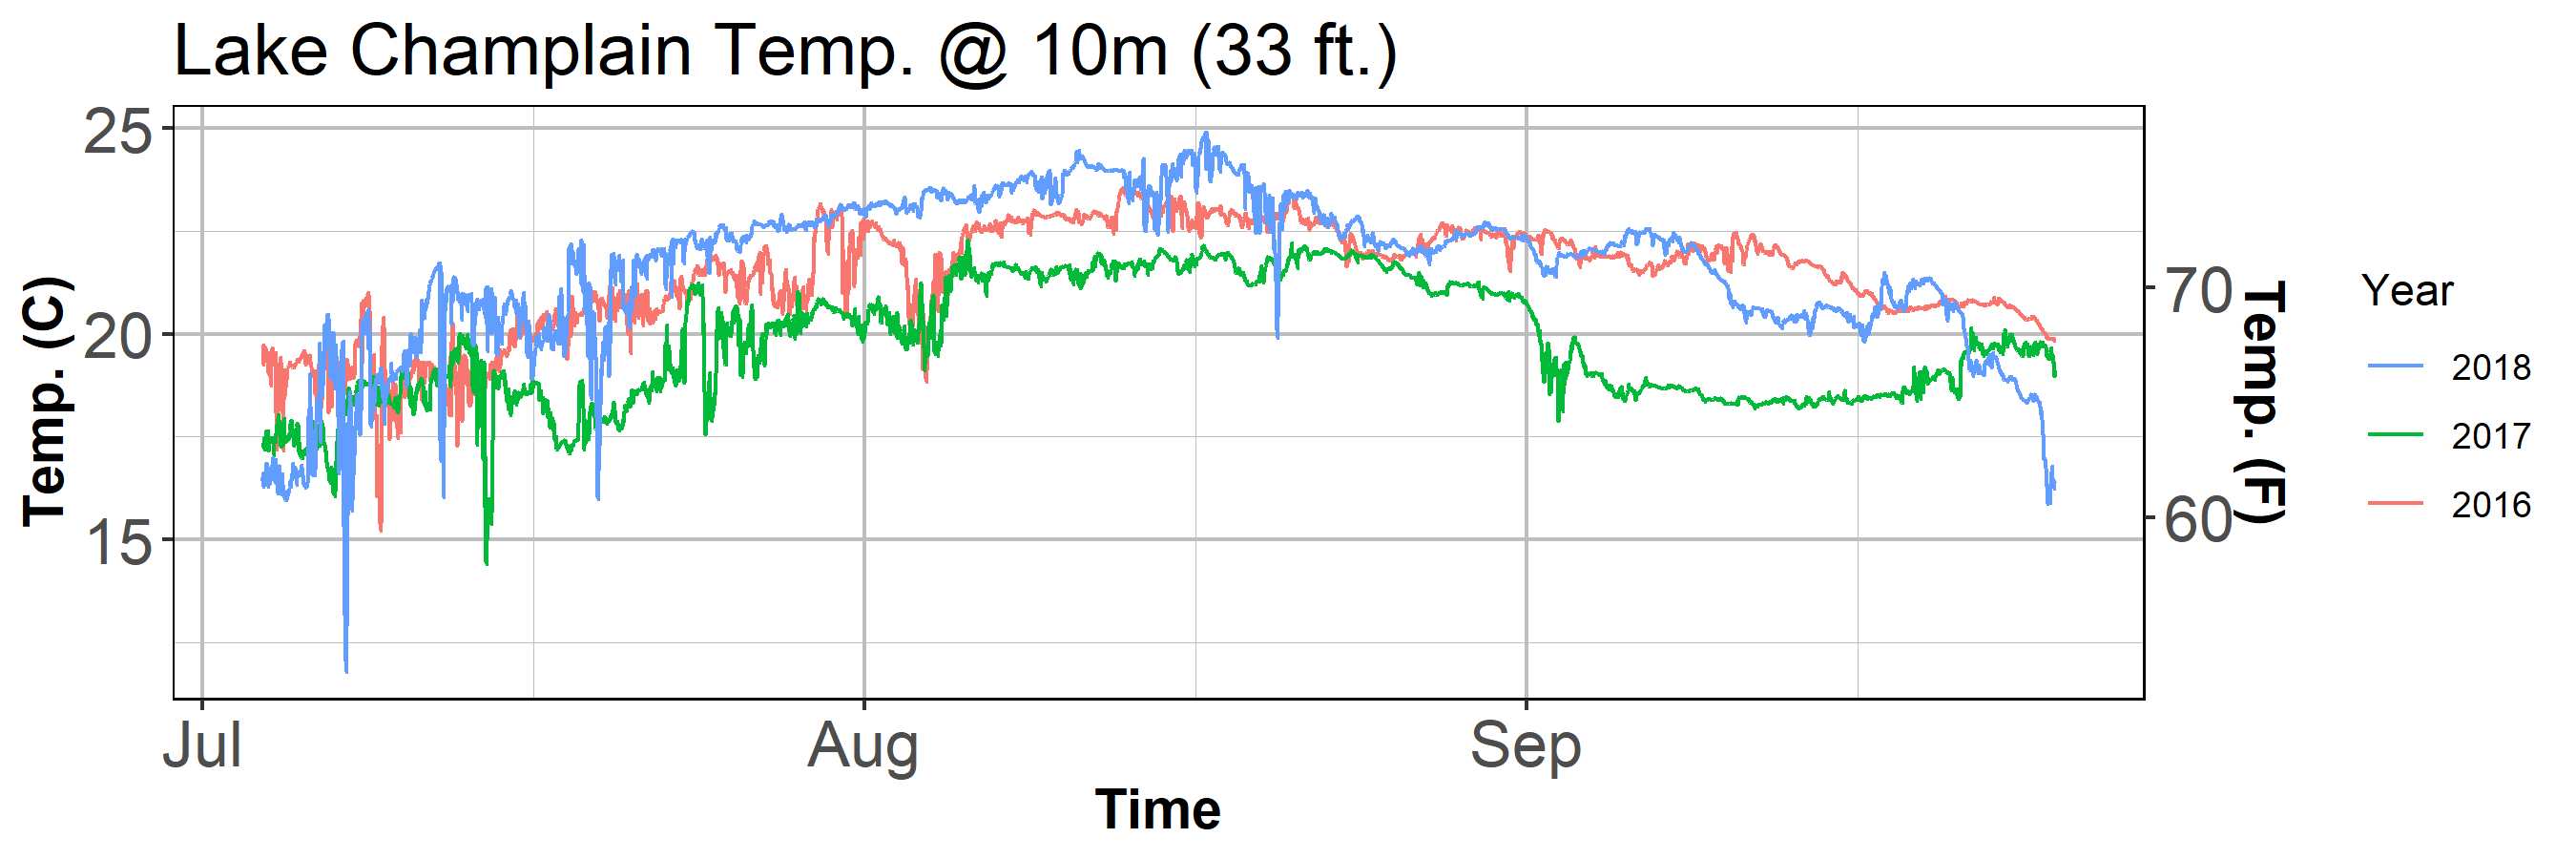 Lake Champlain Temp. @ 10m (33 ft.)
25
20
15
Temp. (C)
70
60
Temp. (F)
Jul
Aug
Sep
Time
Year
2018
2017
2016